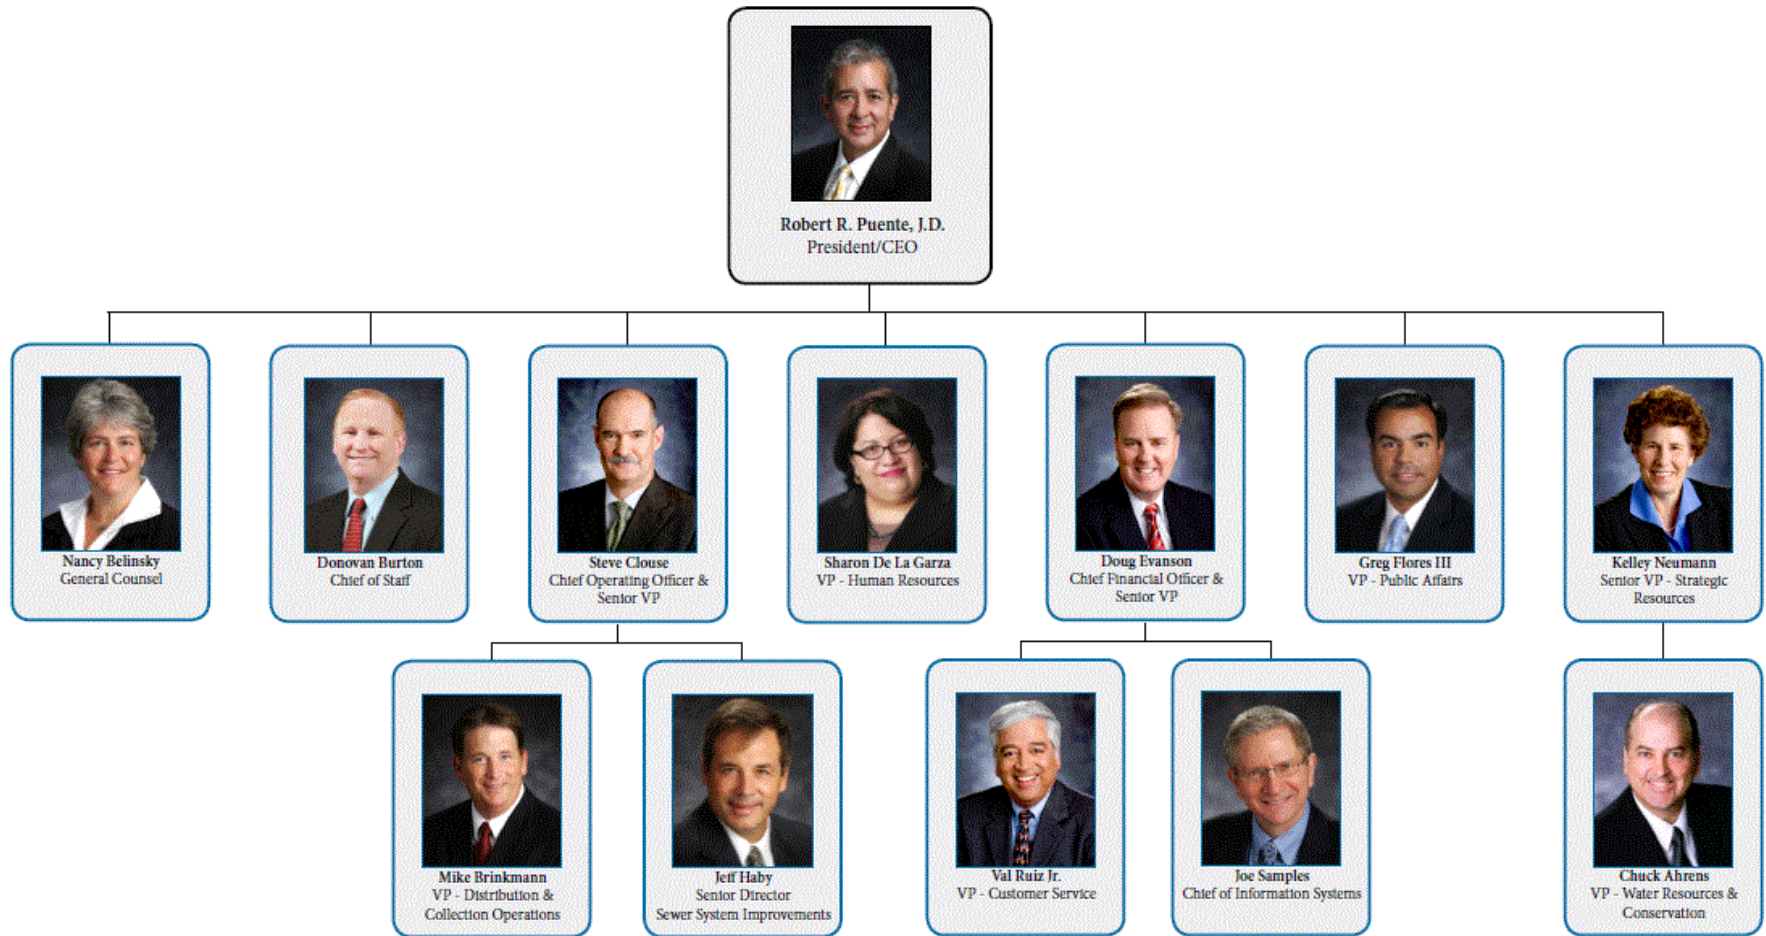 Robert R. Puente, J.D.
President/CEO
Nancy Belinsky
General Counsel
Donovan Burton
Chief of Staff
Steve Clouse
Chief Operating Officer &
Senior VP
Sharon De La Garza
VP - Human Resources
Doug Evanson
Chief Financial Officer &
Senior VP
Greg Flores III
VP - Public Affairs
Kelley Neumann
Senior VP - Strategic
Resources
Mike Brinkmann
VP - Distribution &
Collection Operations
Jeff Haby
Senior Director
Sewer System Improvements
Val Ruiz Jr.
VP - Customer Service
Joe Samples
Chief of Information Systems
Chuck Ahrens
VP - Water Resources &
Conservation